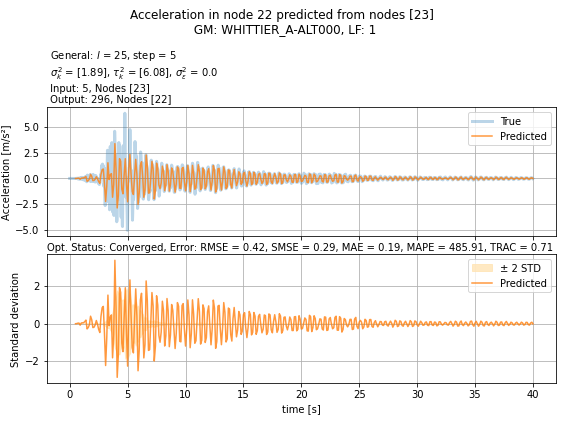 Acceleration in node 22 predicted from nodes [23]
GM: WHITTIER_A-ALT000, LF: 1
General: l = 25, step = 5
σ²ₖ = [1.89], τ²ₖ = [6.08], σ²ε = 0.0
Input: 5, Nodes [23]
Output: 296, Nodes [22]
Acceleration [m/s²]
5.0
2.5
0.0
−2.5
−5.0
True
Predicted
Opt. Status: Converged, Error: RMSE = 0.42, SMSE = 0.29, MAE = 0.19, MAPE = 485.91, TRAC = 0.71
Standard deviation
2
0
−2
± 2 STD
Predicted
0 5 10 15 20 25 30 35 40
time [s]